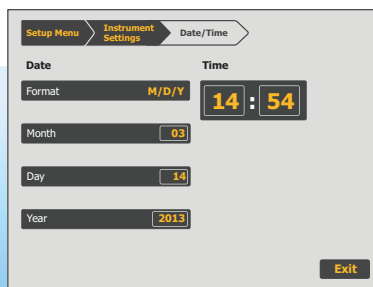 Setup Menu
Instrument
Settings
Date/Time
Date
Time
Format M/D/Y
14 : 54
Month 03
Day 14
Year 2013
Exit